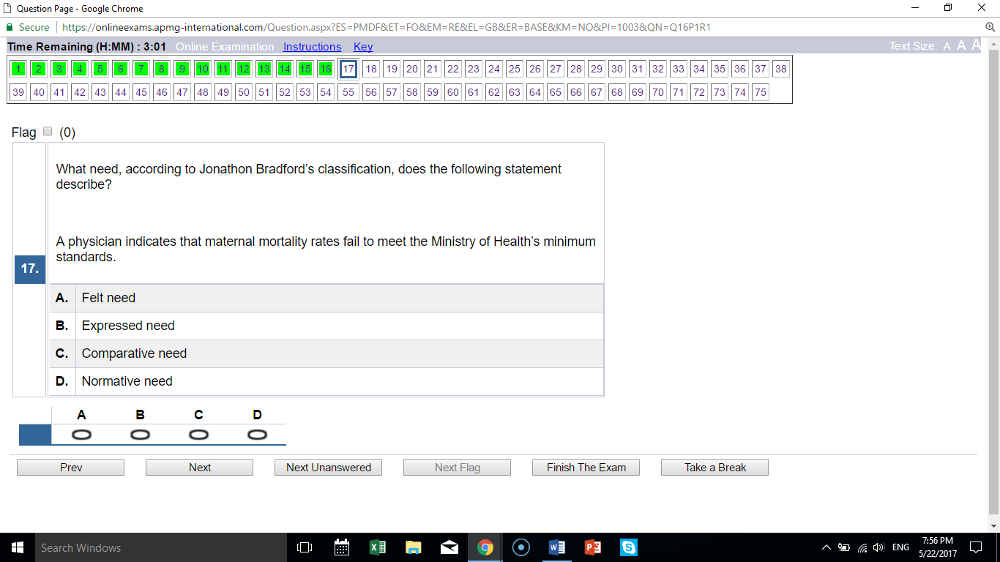 Question Page - Google Chrome
Secure https://onlineexams.apmg-international.com/Question.aspx?ES=PMDF&ET=FO&EM=RE&EL=GB&ER=BASE&KM=NO&PI=1003&QN=Q16P1R1
Time Remaining (H:MM) : 3:01 Online Examination Instructions Key Text Size: A A A
1 2 3 4 5 6 7 8 9 10 11 12 13 14 15 16 17 18 19 20 21 22 23 24 25 26 27 28 29 30 31 32 33 34 35 36 37 38
39 40 41 42 43 44 45 46 47 48 49 50 51 52 53 54 55 56 57 58 59 60 61 62 63 64 65 66 67 68 69 70 71 72 73 74 75
Flag (0)
What need, according to Jonathon Bradford's classification, does the following statement
describe?
A physician indicates that maternal mortality rates fail to meet the Ministry of Health's minimum
standards.
17.
A. Felt need
B. Expressed need
C. Comparative need
D. Normative need
A B C D
Prev Next Next Unanswered Next Flag Finish The Exam Take a Break
Search Windows ENG 7:56 PM
5/22/2017